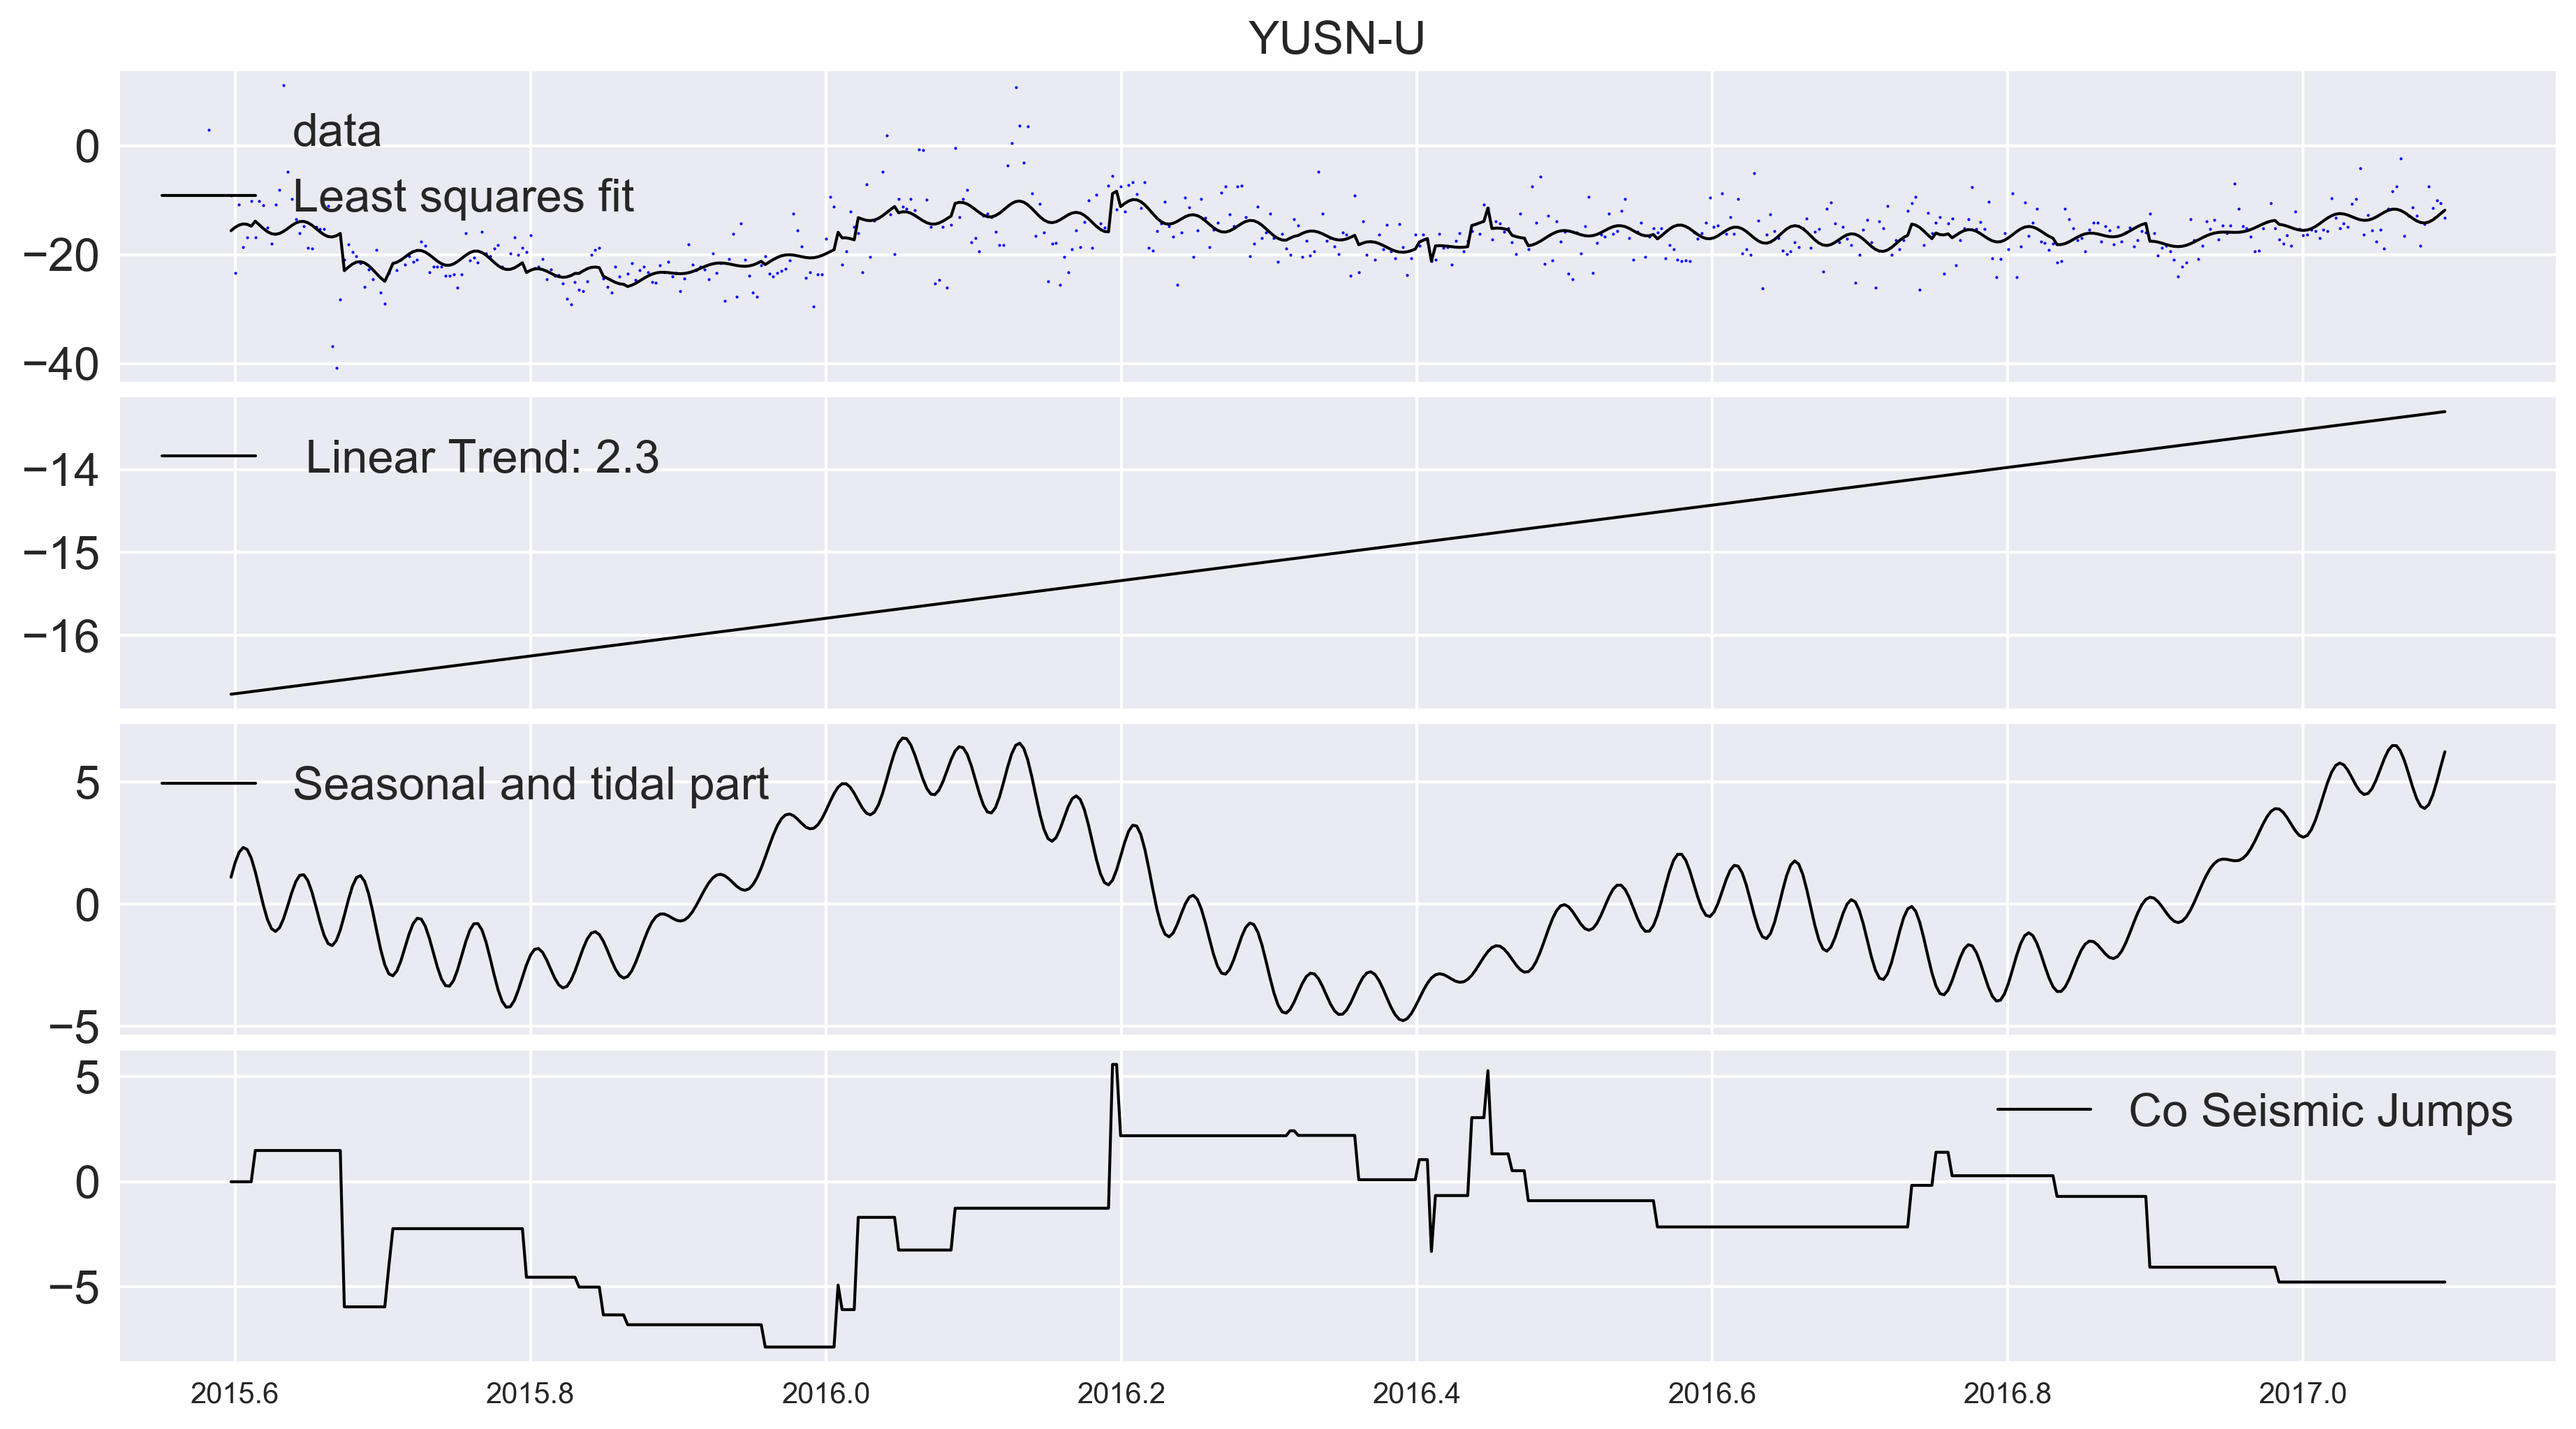 YUSN-U
data
Least squares fit
0
−20
−40
Linear Trend: 2.3
−14
−15
−16
Seasonal and tidal part
5
0
−5
Co Seismic Jumps
5
0
−5
2015.6 2015.8 2016.0 2016.2 2016.4 2016.6 2016.8 2017.0